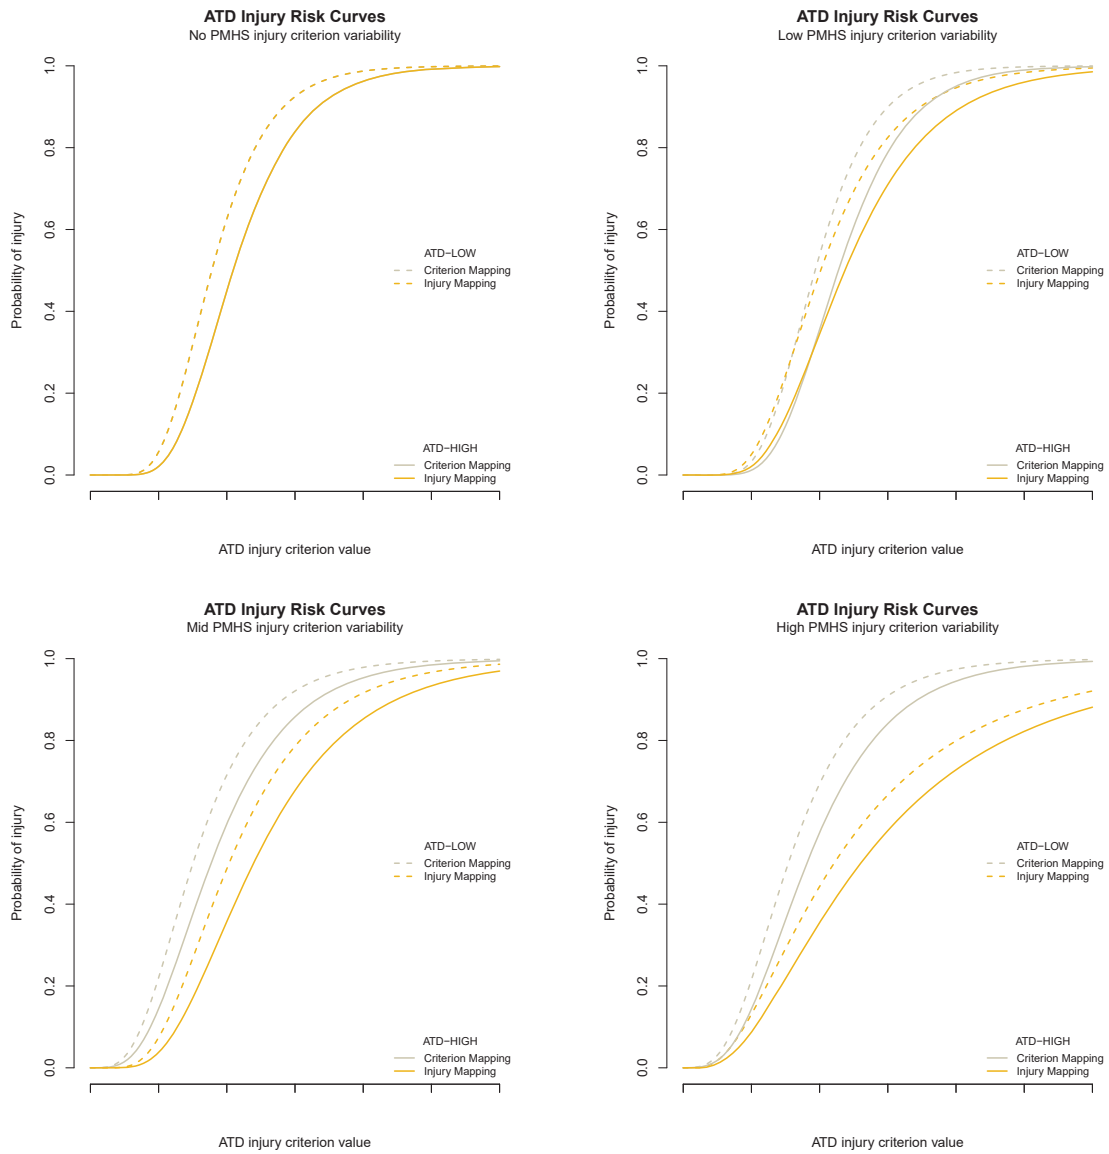 ATD Injury Risk Curves
No PMHS injury criterion variability
Probability of injury
1.0
0.8
0.6
0.4
0.2
0.0
ATD−LOW
Criterion Mapping
Injury Mapping
ATD−HIGH
Criterion Mapping
Injury Mapping
ATD injury criterion value
ATD Injury Risk Curves
Low PMHS injury criterion variability
Probability of injury
1.0
0.8
0.6
0.4
0.2
0.0
ATD−LOW
Criterion Mapping
Injury Mapping
ATD−HIGH
Criterion Mapping
Injury Mapping
ATD injury criterion value
ATD Injury Risk Curves
Mid PMHS injury criterion variability
Probability of injury
1.0
0.8
0.6
0.4
0.2
0.0
ATD−LOW
Criterion Mapping
Injury Mapping
ATD−HIGH
Criterion Mapping
Injury Mapping
ATD injury criterion value
ATD Injury Risk Curves
High PMHS injury criterion variability
Probability of injury
1.0
0.8
0.6
0.4
0.2
0.0
ATD−LOW
Criterion Mapping
Injury Mapping
ATD−HIGH
Criterion Mapping
Injury Mapping
ATD injury criterion value